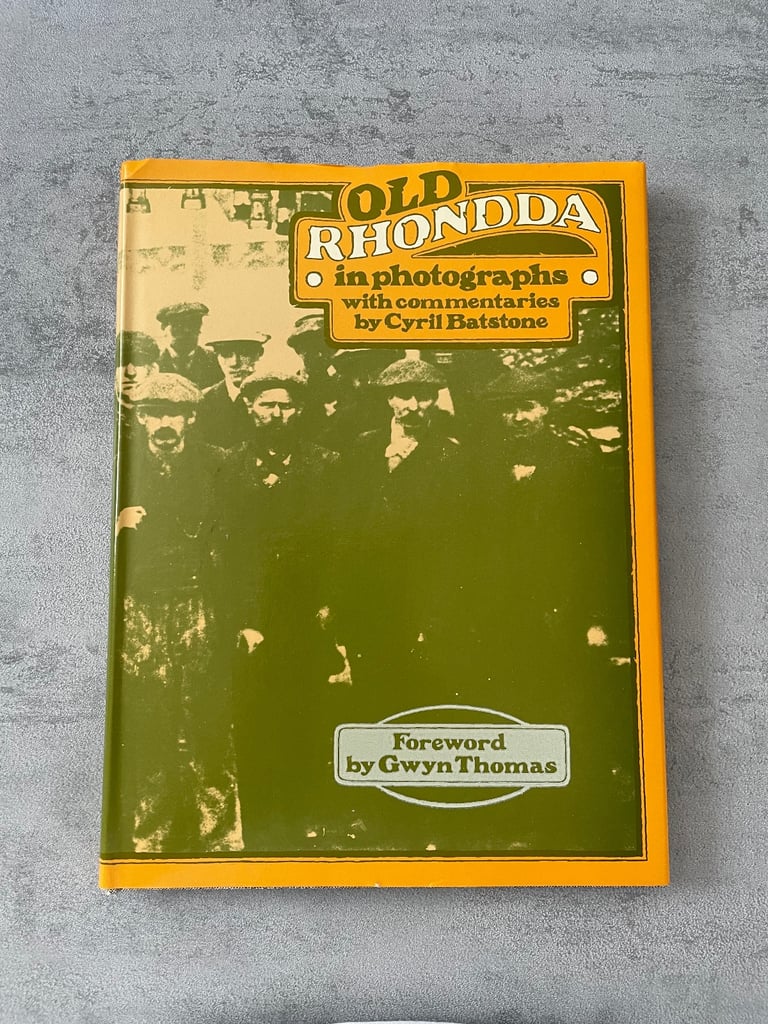 OLD
RHONDDA
in photographs
with commentaries
by Cyril Batstone
Foreword
by Gwyn Thomas